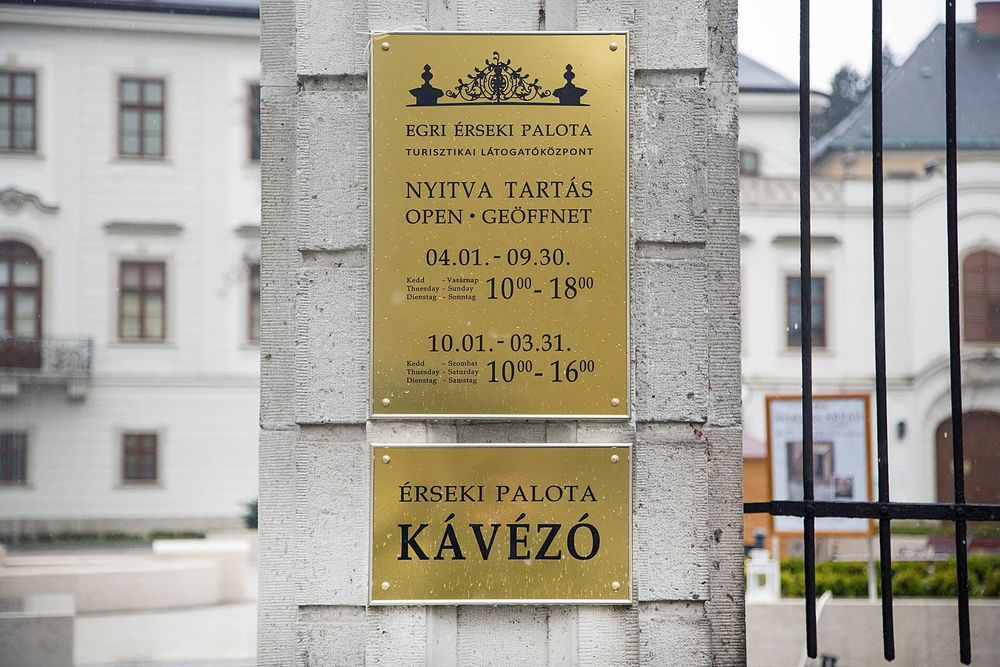 EGRI ÉRSEKI PALOTA
TURISZTIKAI LÁTOGATÓKÖZPONT
NYITVA TARTÁS
OPEN • GEÖFFNET
04.01.- 09.30.
Kedd - Vasárnap
Thuesday - Sunday
Dienstag - Sonntag
10⁰⁰- 18⁰⁰
10.01.- 03.31.
Kedd - Szombat
Thuesday - Saturday
Dienstag - Samstag
10⁰⁰- 16⁰⁰
ÉRSEKI PALOTA
KÁVÉZÓ